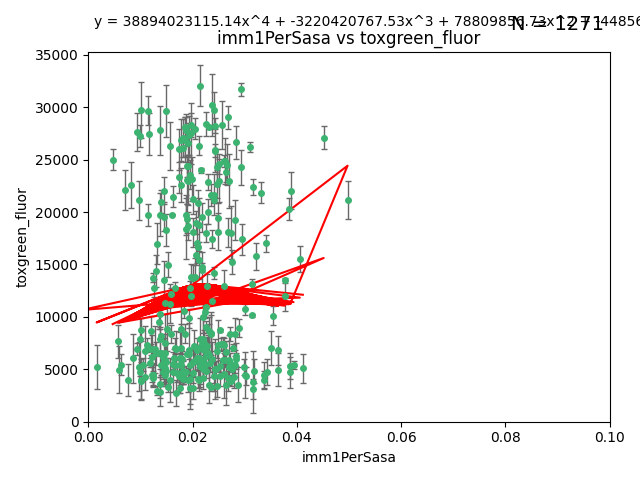 y = 38894023115.14x^4 + -3220420767.53x^3 + 
N = 1271
imm1PerSasa vs toxgreen_fluor
35000
30000
25000
20000
15000
10000
5000
0
toxgreen_fluor
0.00 0.02 0.04 0.06 0.08 0.10
imm1PerSasa